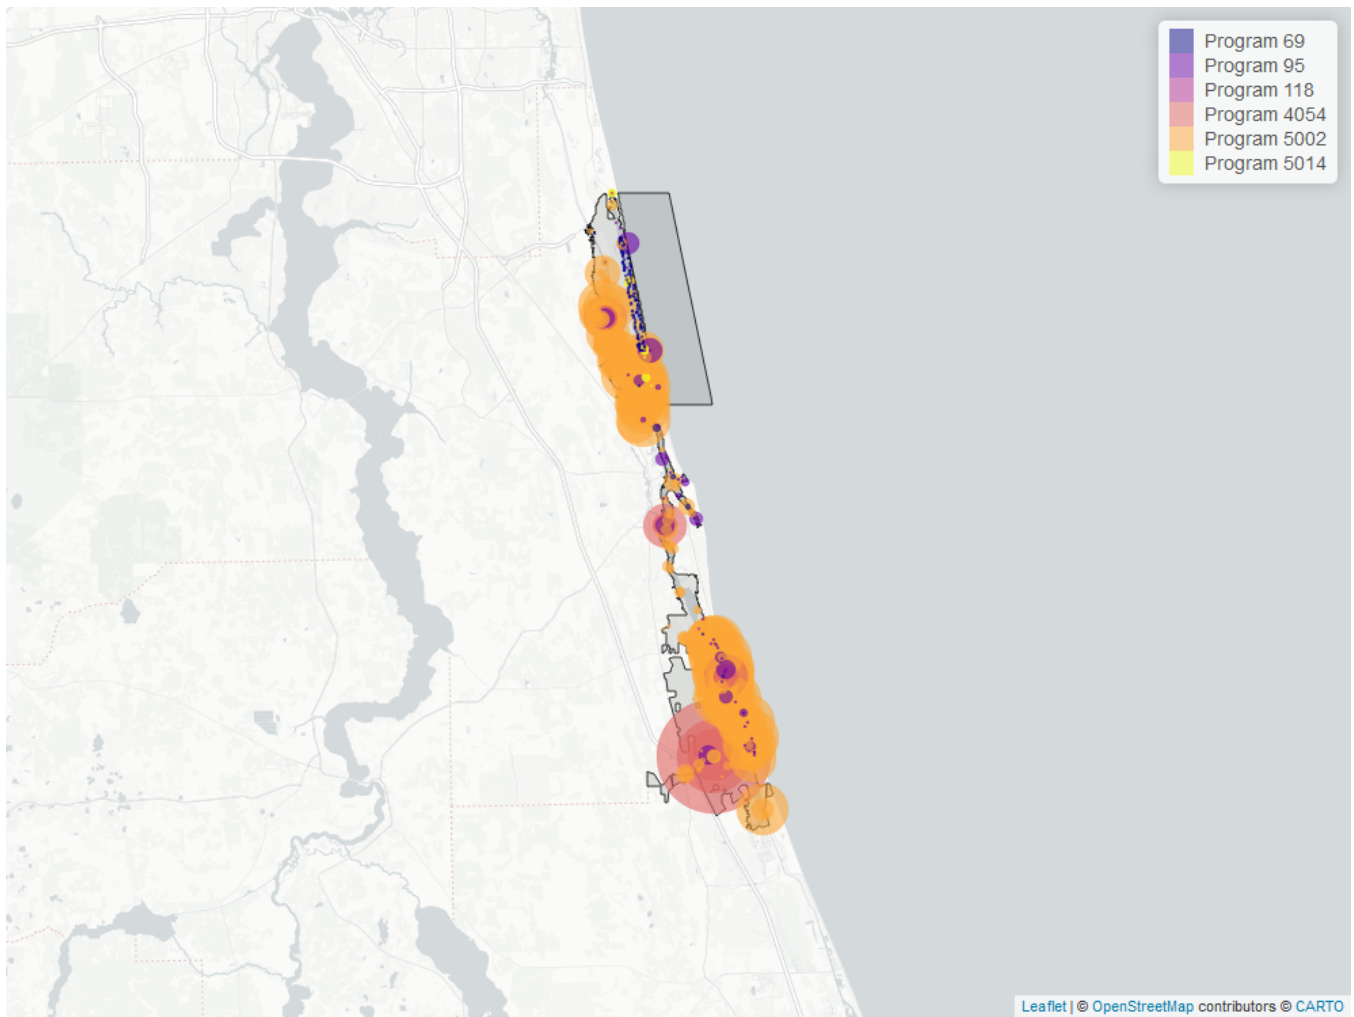 Program 69
Program 95
Program 118
Program 4054
Program 5002
Program 5014
Leaflet | © OpenStreetMap contributors © CARTO